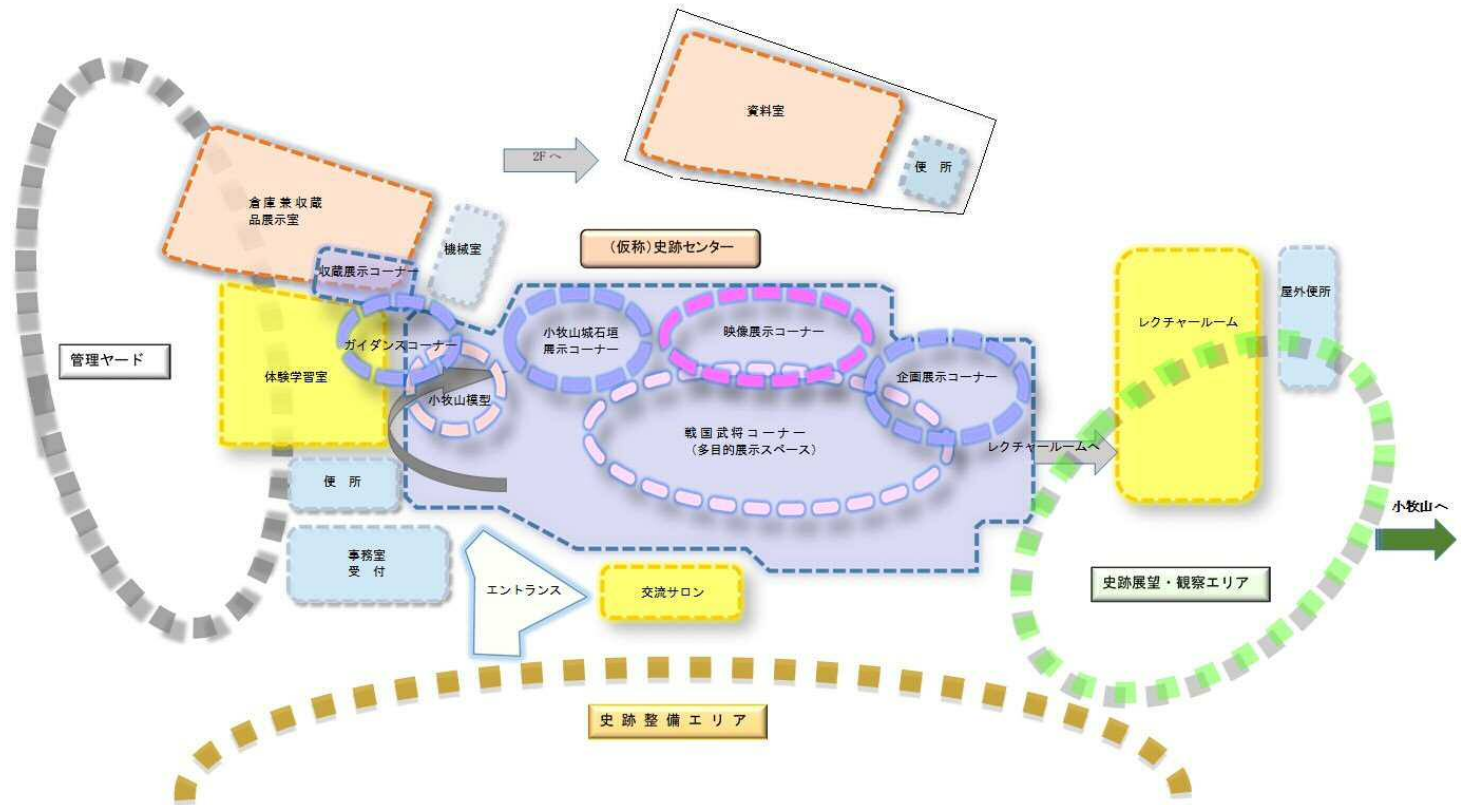 資料室
便　所
2Fへ
倉庫兼収蔵
品展示室
機械室
(仮称)史跡センター
収蔵展示コーナー
屋外便所
レクチャールーム
小牧山城石垣
展示コーナー
映像展示コーナー
ガイダンスコーナー
管理ヤード
体験学習室
企画展示コーナー
小牧山模型
戦国武将コーナー
（多目的展示スペース）
レクチャールームへ
便　所
小牧山へ
事務室
受　付
エントランス
交流サロン
史跡展望・観察エリア
史跡整備エリア